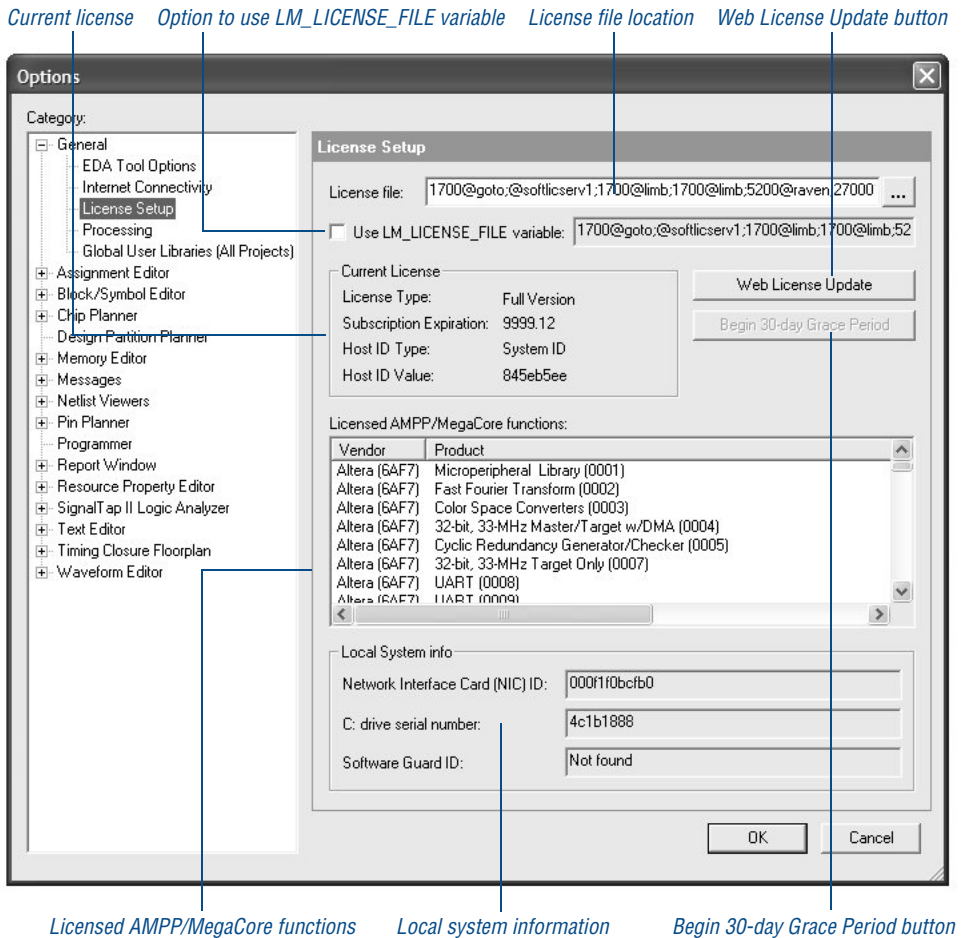 Current license Option to use LM_LICENSE_FILE variable License file location Web License Update button
Options
Category:
General
EDA Tool Options
Internet Connectivity
License Setup
Processing
Global User Libraries (All Projects)
Assignment Editor
Block/Symbol Editor
Chip Planner
Design Partition Planner
Memory Editor
Messages
Netlist Viewers
Pin Planner
Programmer
Report Window
Resource Property Editor
SignalTap II Logic Analyzer
Text Editor
Timing Closure Floorplan
Waveform Editor
License Setup
License file: 1700@goto;@softlicserv1;1700@limb;1700@limb;5200@raven;27000 ...
Use LM_LICENSE_FILE variable: 1700@goto;@softlicserv1;1700@limb;1700@limb;52
Current License
License Type: Full Version
Subscription Expiration: 9999.12
Host ID Type: System ID
Host ID Value: 845eb5ee
Web License Update
Begin 30-day Grace Period
Licensed AMPP/MegaCore functions:
Vendor Product
Altera (6AF7) Microperipheral Library (0001)
Altera (6AF7) Fast Fourier Transform (0002)
Altera (6AF7) Color Space Converters (0003)
Altera (6AF7) 32-bit, 33-MHz Master/Target w/DMA (0004)
Altera (6AF7) Cyclic Redundancy Generator/Checker (0005)
Altera (6AF7) 32-bit, 33-MHz Target Only (0007)
Altera (6AF7) UART (0008)
Altera (6AF7) UART (0009)
Local System info
Network Interface Card (NIC) ID: 000f1f0bcfb0
C: drive serial number: 4c1b1888
Software Guard ID: Not found
OK Cancel
Licensed AMPP/MegaCore functions Local system information Begin 30-day Grace Period button